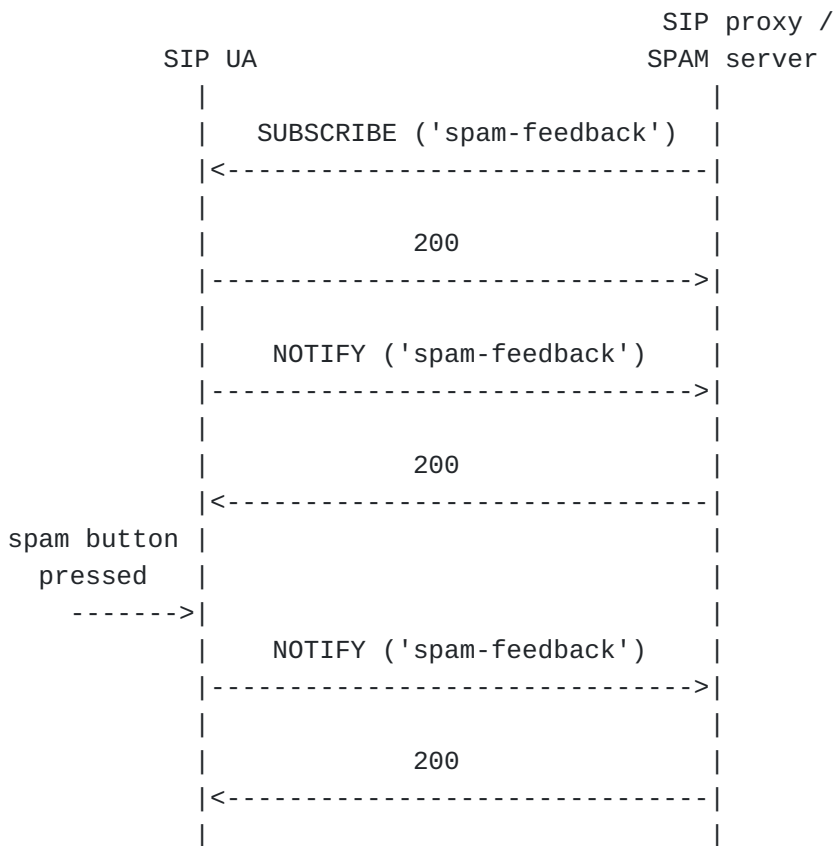 SIP proxy /
SIP UA                         SPAM server
|                                 |
|   SUBSCRIBE ('spam-feedback')  |
|<-------------------------------|
|                                 |
|             200                |
|------------------------------->|
|                                 |
|    NOTIFY ('spam-feedback')    |
|------------------------------->|
|                                 |
|             200                |
|<-------------------------------|
spam button |                                 |
pressed  |                                 |
------->|                                 |
|    NOTIFY ('spam-feedback')    |
|------------------------------->|
|                                 |
|             200                |
|<-------------------------------|
|                                 |